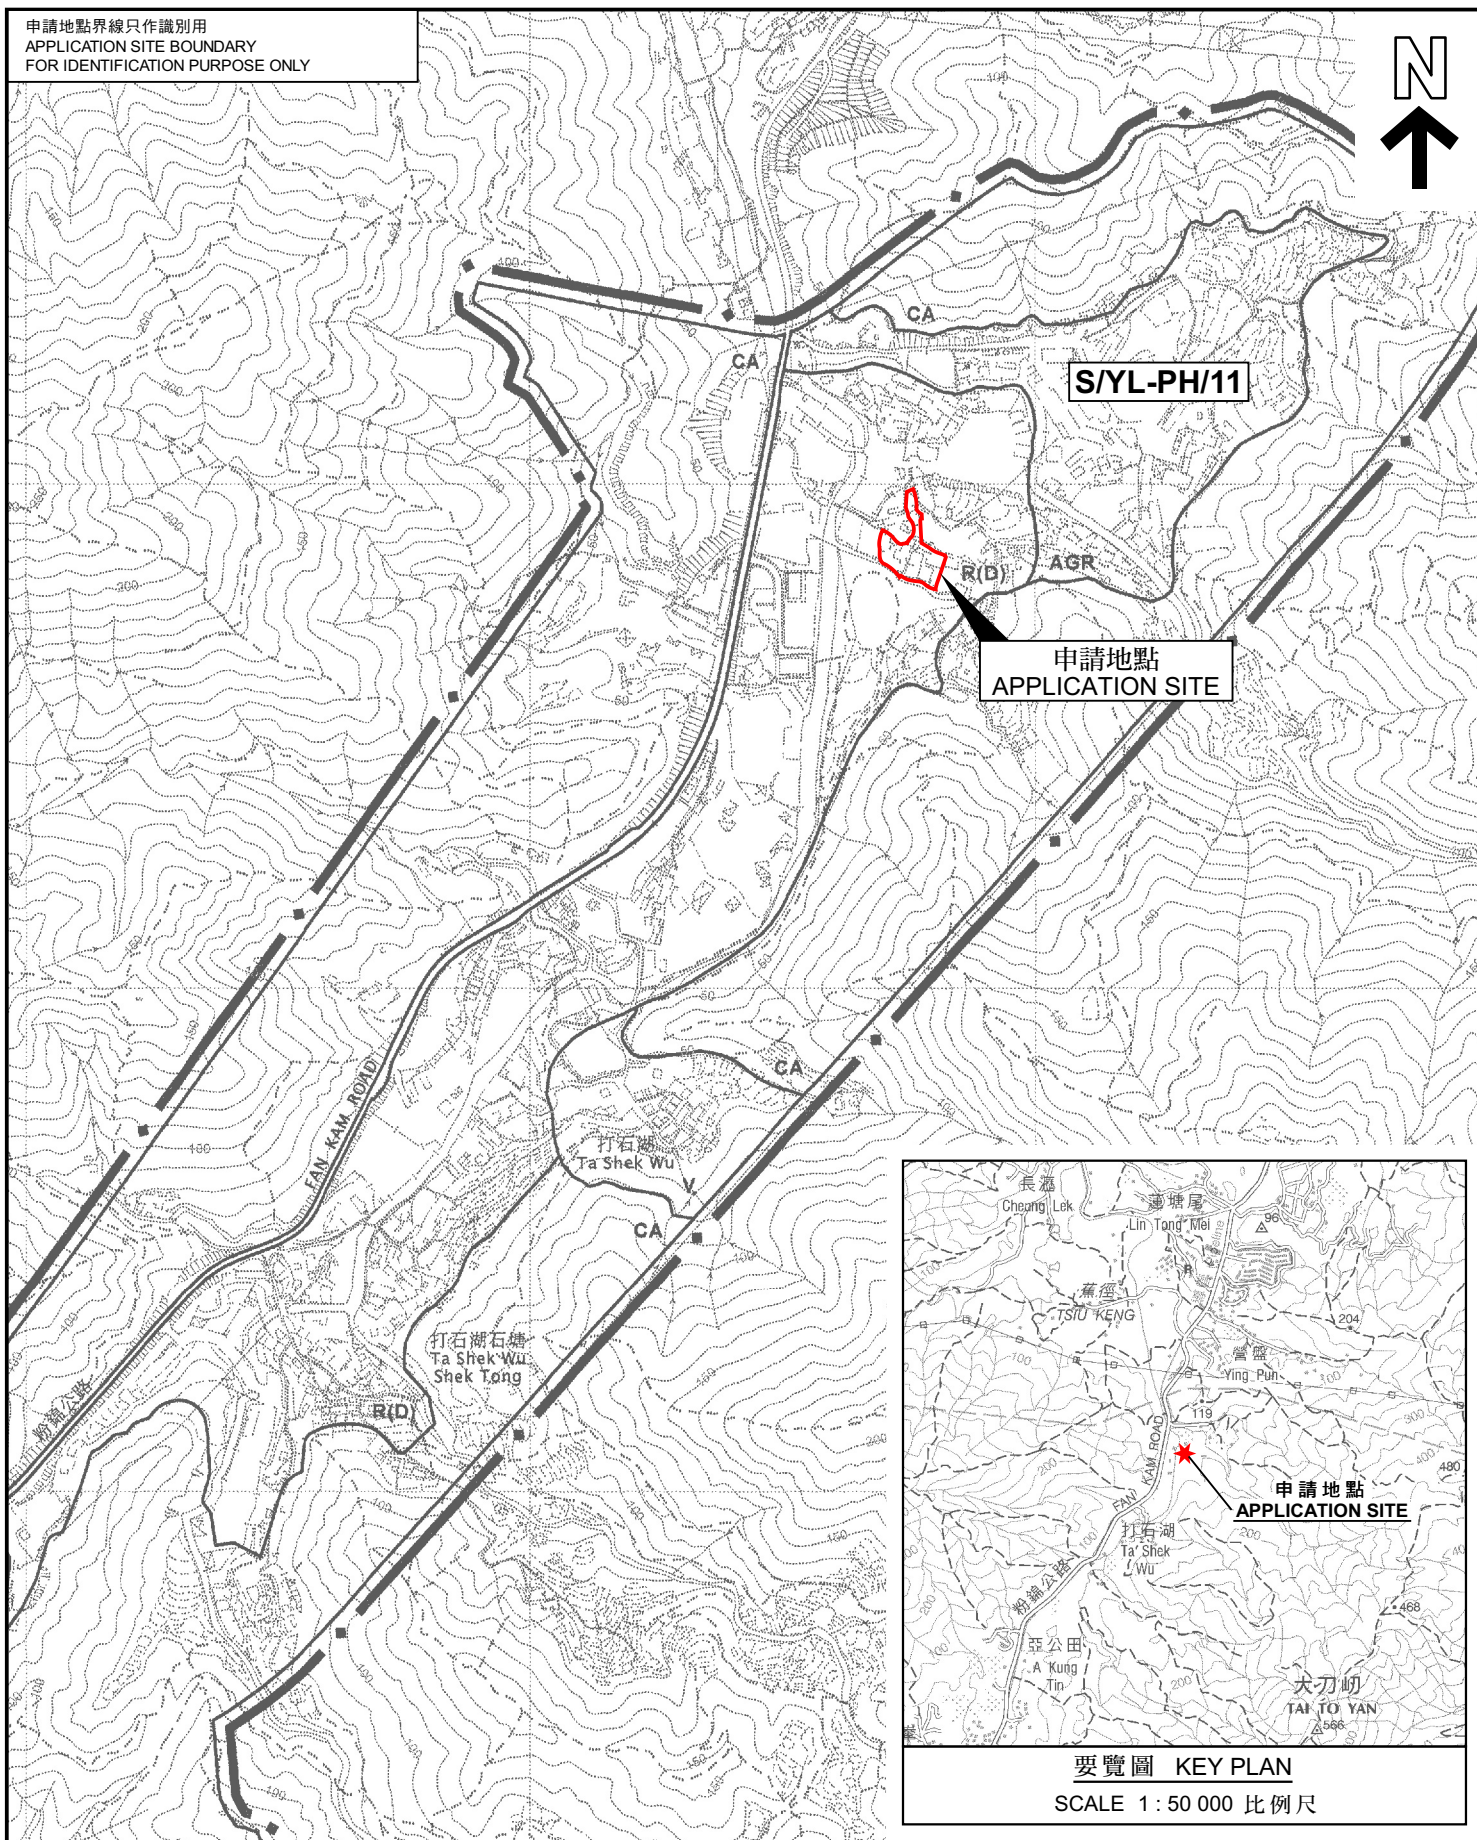 申請地點界線只作識別用
APPLICATION SITE BOUNDARY
FOR IDENTIFICATION PURPOSE ONLY
N
100
CA
CA
S/YL-PH/11
R(D)
AGR
申請地點
APPLICATION SITE
FAN KAM ROAD
CA
打石湖
Ta Shek Wu
V
CA
打石湖石塘
Ta Shek Wu
Shek Tong
R(D)
粉錦公路
長瀝
Cheung Lek
蓮塘尾
Lin Tong Mei
96
蕉徑
TSIU KENG
204
營盤
Ying Pun
119
FAN KAM ROAD
申請地點
APPLICATION SITE
480
打石湖
Ta Shek
Wu
粉錦公路
468
亞公田
A Kung
Tin
大刀屻
TAI TO YAN
566
要覽圖 KEY PLAN
SCALE 1 : 50 000 比例尺